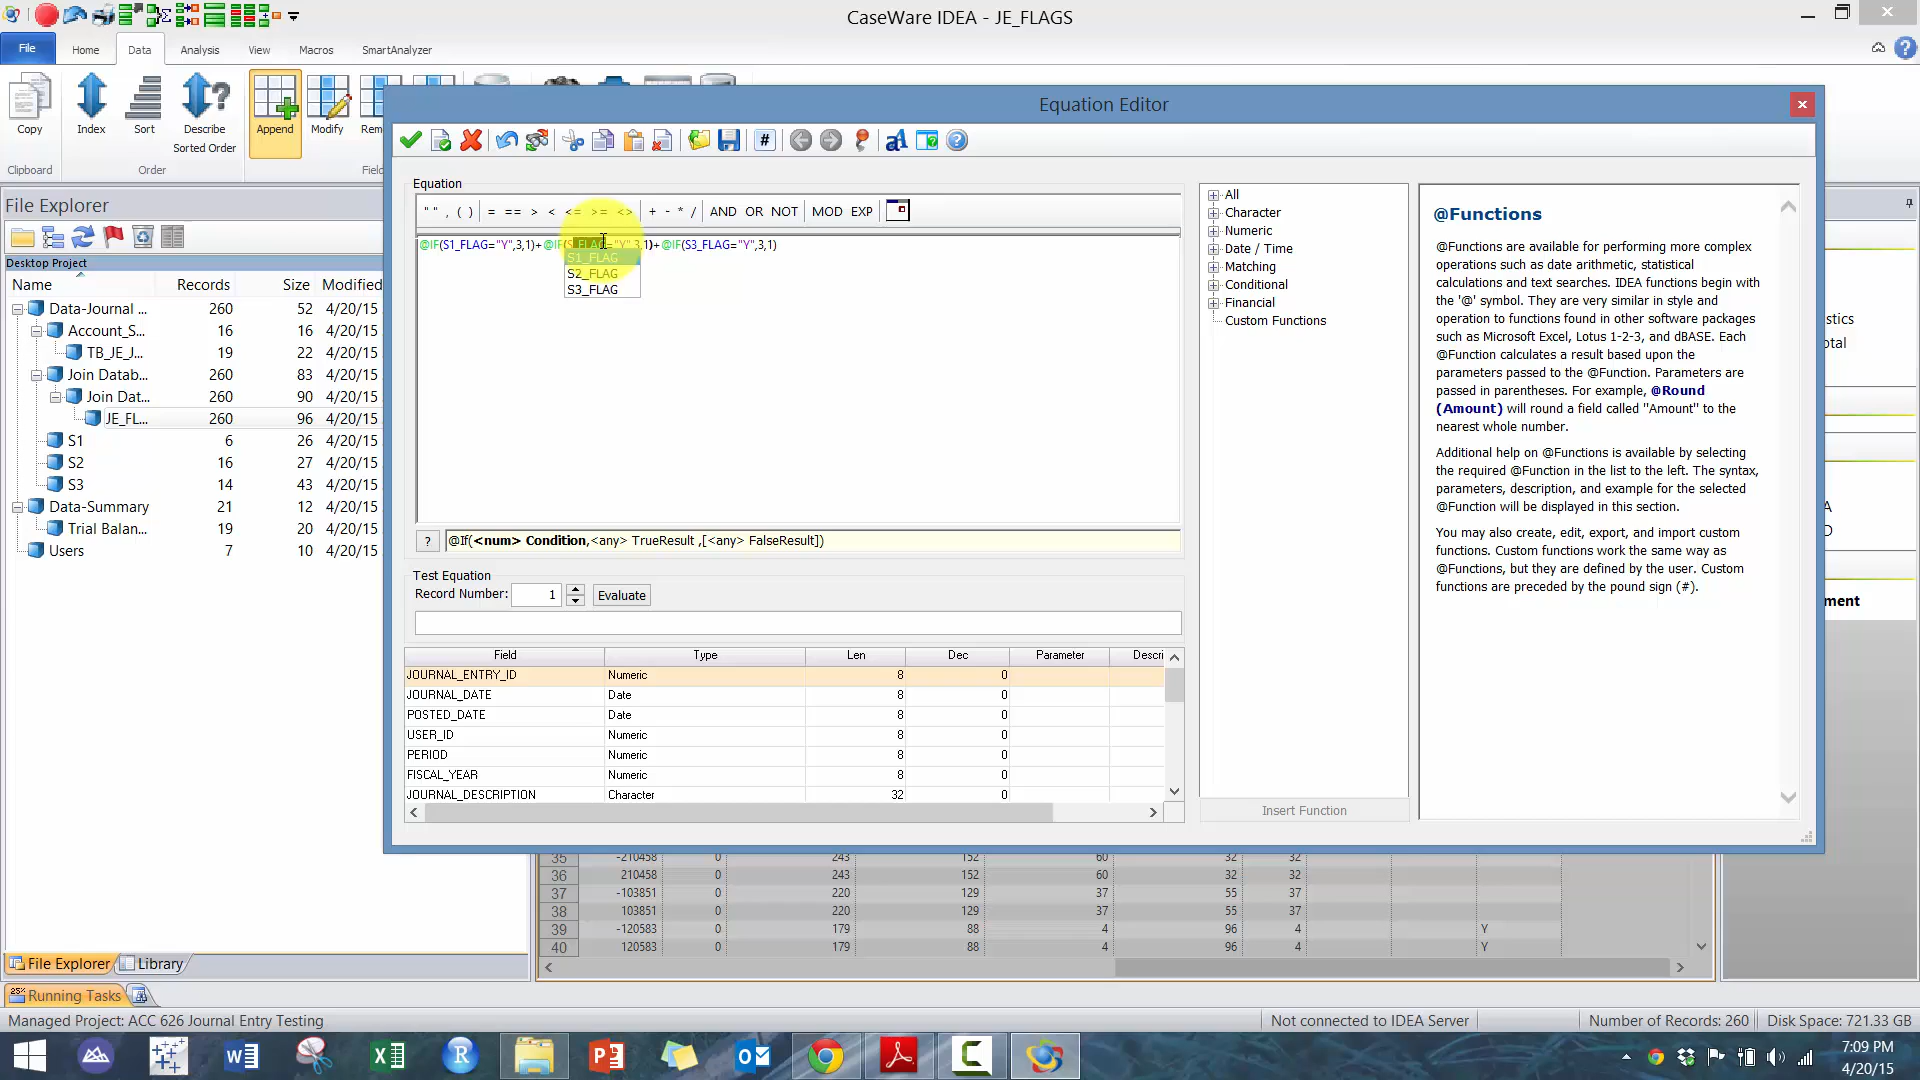 CaseWare IDEA - JE_FLAGS
File
Home
Data
Analysis
View
Macros
SmartAnalyzer
Copy
Index
Sort
Describe
Sorted Order
Append
Modify
Clipboard
Order
File Explorer
Desktop Project
Name Records Size Modified
Data-Journal ... 260 52 4/20/15
Account_S... 16 16 4/20/15
TB_JE_J... 19 22 4/20/15
Join Datab... 260 83 4/20/15
Join Dat... 260 90 4/20/15
JE_FL... 260 96 4/20/15
S1 6 26 4/20/15
S2 16 27 4/20/15
S3 14 43 4/20/15
Data-Summary 21 12 4/20/15
Trial Balan... 19 20 4/20/15
Users 7 10 4/20/15
File Explorer
Library
Running Tasks
Managed Project: ACC 626 Journal Entry Testing
Equation Editor
Equation
" " , ( ) = == > < <= >= <> + - * / AND OR NOT MOD EXP
@IF(S1_FLAG="Y",3,1)+@IF(S_FLAG="Y",3,1)+@IF(S3_FLAG="Y",3,1)
S1_FLAG
S2_FLAG
S3_FLAG
? @If(<num> Condition,<any> TrueResult ,[<any> FalseResult])
Test Equation
Record Number: 1 Evaluate
Field Type Len Dec Parameter Descri
JOURNAL_ENTRY_ID Numeric 8 0
JOURNAL_DATE Date 8 0
POSTED_DATE Date 8 0
USER_ID Numeric 8 0
PERIOD Numeric 8 0
FISCAL_YEAR Numeric 8 0
JOURNAL_DESCRIPTION Character 32 0
All
Character
Numeric
Date / Time
Matching
Conditional
Financial
Custom Functions
Insert Function
@Functions
@Functions are available for performing more complex
operations such as date arithmetic, statistical
calculations and text searches. IDEA functions begin with
the '@' symbol. They are very similar in style and
operation to functions found in other software packages
such as Microsoft Excel, Lotus 1-2-3, and dBASE. Each
@Function calculates a result based upon the
parameters passed to the @Function. Parameters are
passed in parentheses. For example, @Round
(Amount) will round a field called "Amount" to the
nearest whole number.
Additional help on @Functions is available by selecting
the required @Function in the list to the left. The syntax,
parameters, description, and example for the selected
@Function will be displayed in this section.
You may also create, edit, export, and import custom
functions. Custom functions work the same way as
@Functions, but they are defined by the user. Custom
functions are preceded by the pound sign (#).
35 -210458 0 243 152 60 32 32
36 210458 0 243 152 60 32 32
37 -103851 0 220 129 37 55 37
38 103851 0 220 129 37 55 37
39 -120583 0 179 88 4 96 4 Y
40 120583 0 179 88 4 96 4 Y
Not connected to IDEA Server
Number of Records: 260
Disk Space: 721.33 GB
7:09 PM
4/20/15